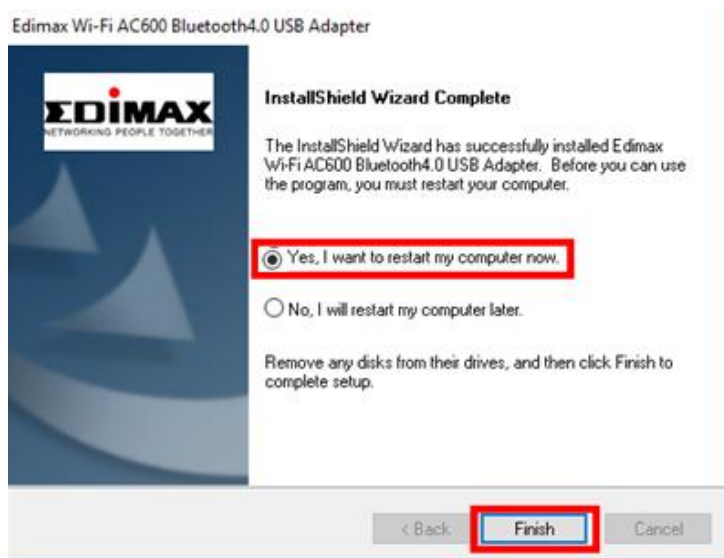 Edimax Wi-Fi AC600 Bluetooth4.0 USB Adapter
EDİMAX
NETWORKING PEOPLE TOGETHER
InstallShield Wizard Complete
The InstallShield Wizard has successfully installed Edimax
Wi-Fi AC600 Bluetooth4.0 USB Adapter. Before you can use
the program, you must restart your computer.
Yes, I want to restart my computer now.
No, I will restart my computer later.
Remove any disks from their drives, and then click Finish to
complete setup.
< Back
Finish
Cancel